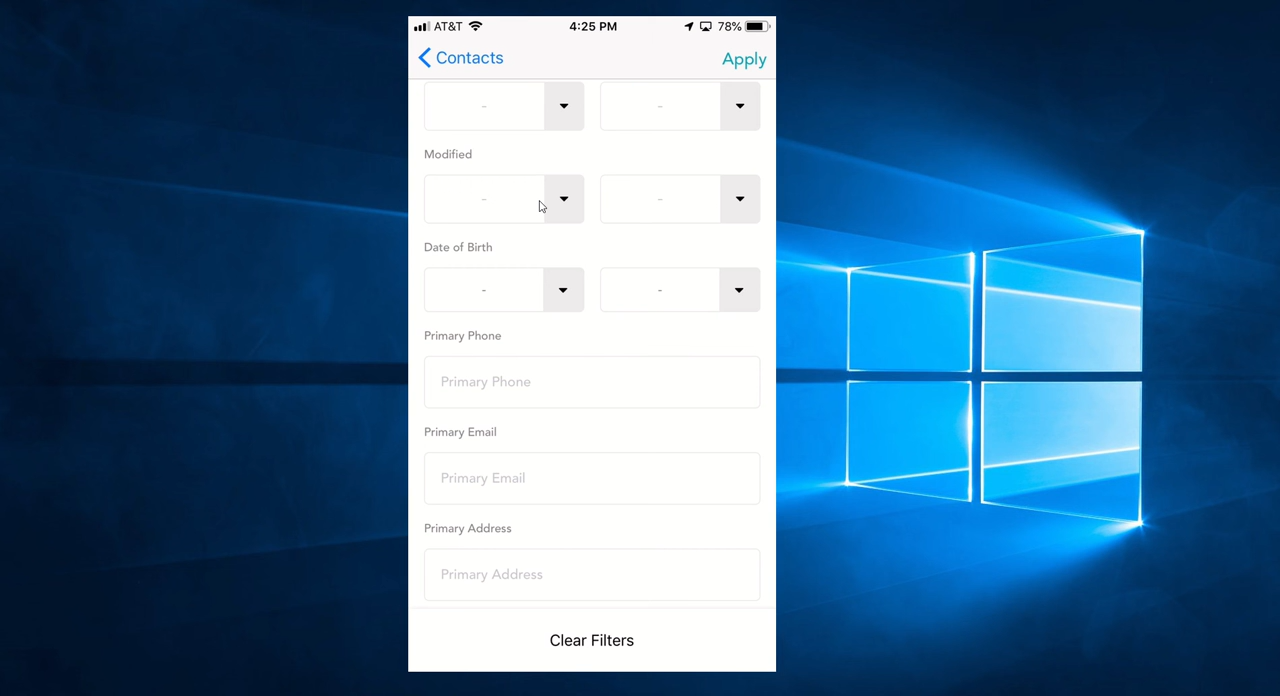 AT&T 4:25 PM 78%
Contacts Apply
- -
Modified
- -
Date of Birth
- -
Primary Phone
Primary Phone
Primary Email
Primary Email
Primary Address
Primary Address
Clear Filters